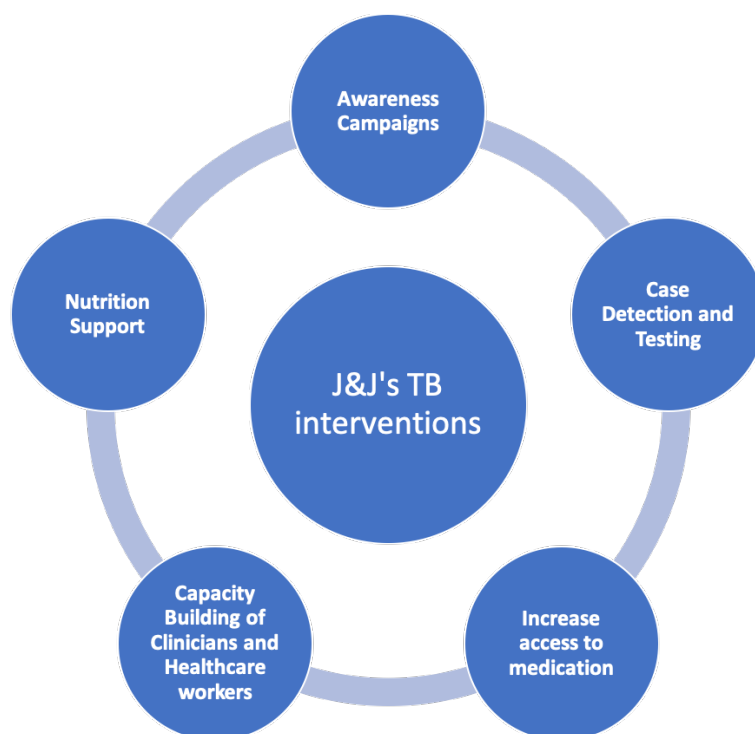 Awareness
Campaigns
Nutrition
Support
Case
Detection and
Testing
J&J's TB
interventions
Capacity
Building of
Clinicians and
Healthcare
workers
Increase
access to
medication